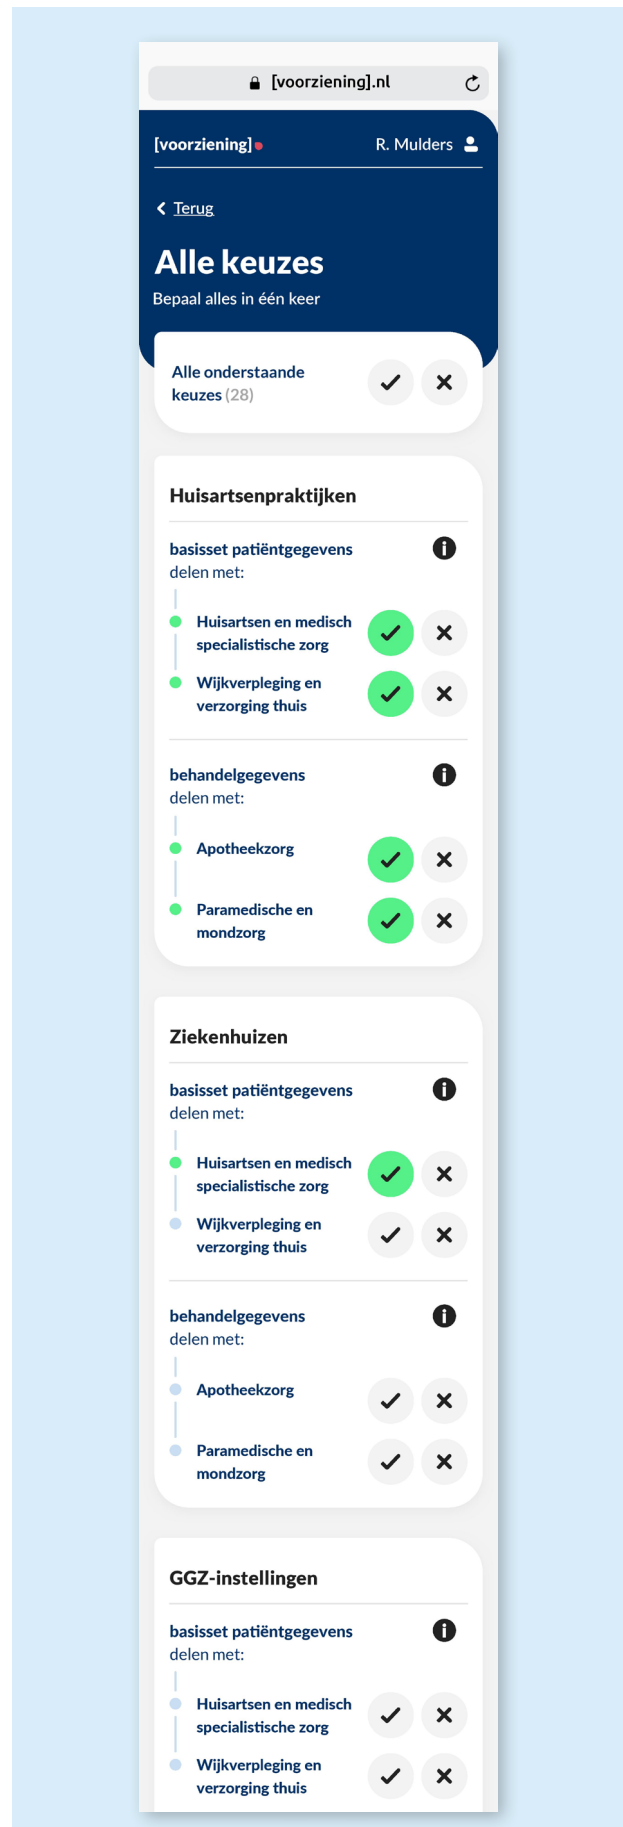 [voorziening].nl
[voorziening] R. Mulders
Terug
Alle keuzes
Bepaal alles in één keer
Alle onderstaande
keuzes (28)
Huisartsenpraktijken
basisset patiëntgegevens
delen met:
Huisartsen en medisch
specialistische zorg
Wijkverpleging en
verzorging thuis
behandelgegevens
delen met:
Apotheekzorg
Paramedische en
mondzorg
Ziekenhuizen
basisset patiëntgegevens
delen met:
Huisartsen en medisch
specialistische zorg
Wijkverpleging en
verzorging thuis
behandelgegevens
delen met:
Apotheekzorg
Paramedische en
mondzorg
GGZ-instellingen
basisset patiëntgegevens
delen met:
Huisartsen en medisch
specialistische zorg
Wijkverpleging en
verzorging thuis